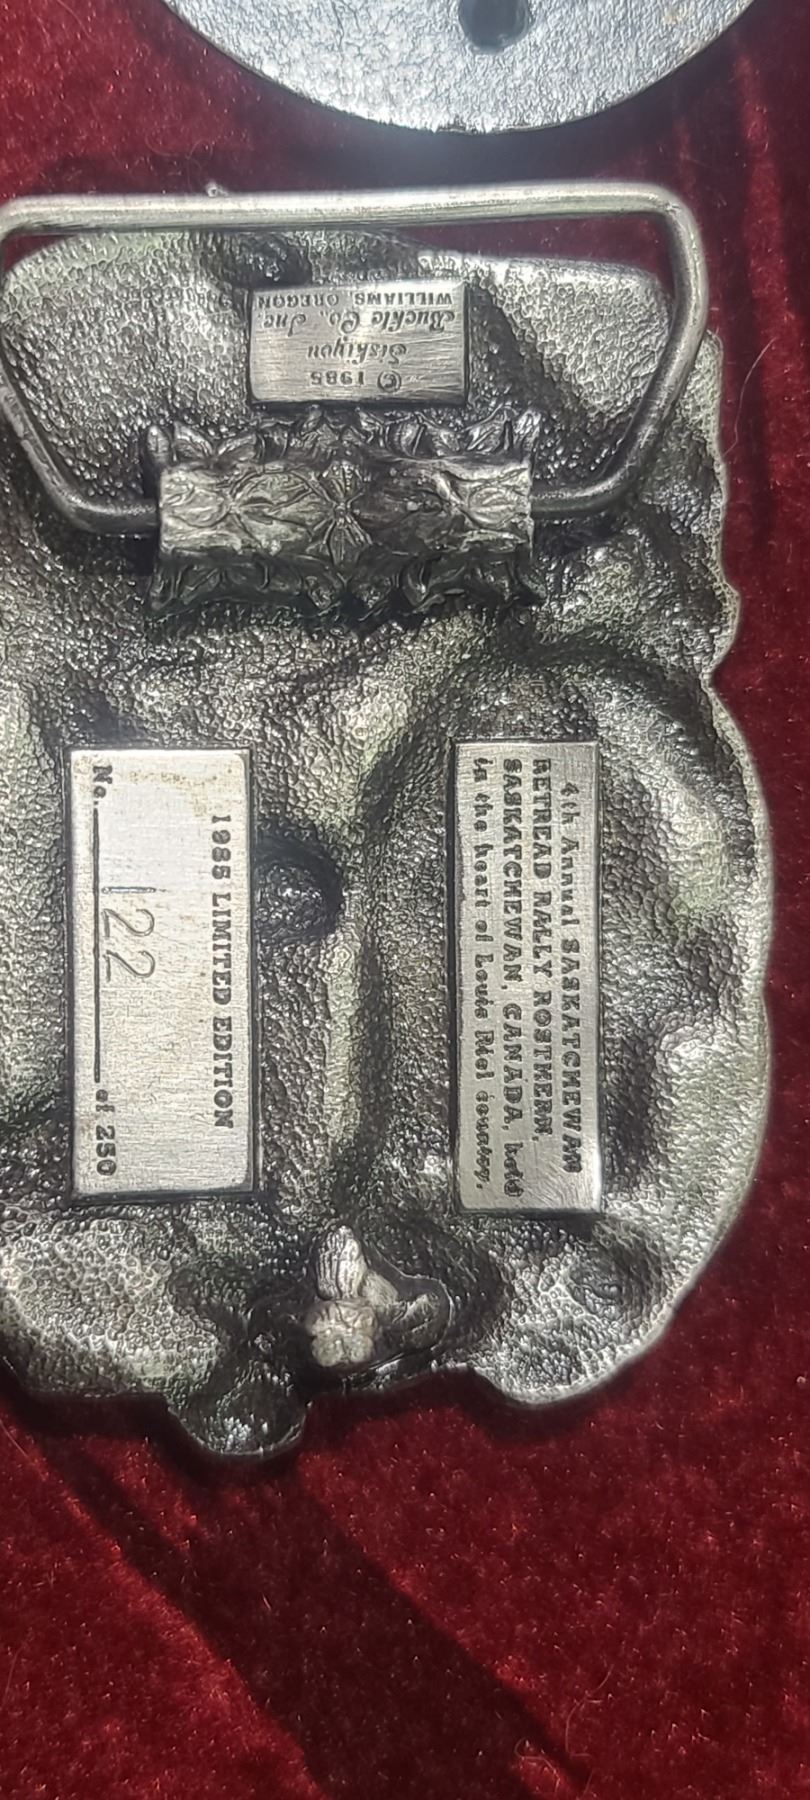 © 1985
Siskiyou
Buckle Co., Inc.
WILLIAMS, OREGON
1985 LIMITED EDITION
No. 122 of 250
4th Annual SASKATCHEWAN
RETREAD RALLY ROSTHERN,
SASKATCHEWAN, CANADA, held
in the heart of Louis Riel country.